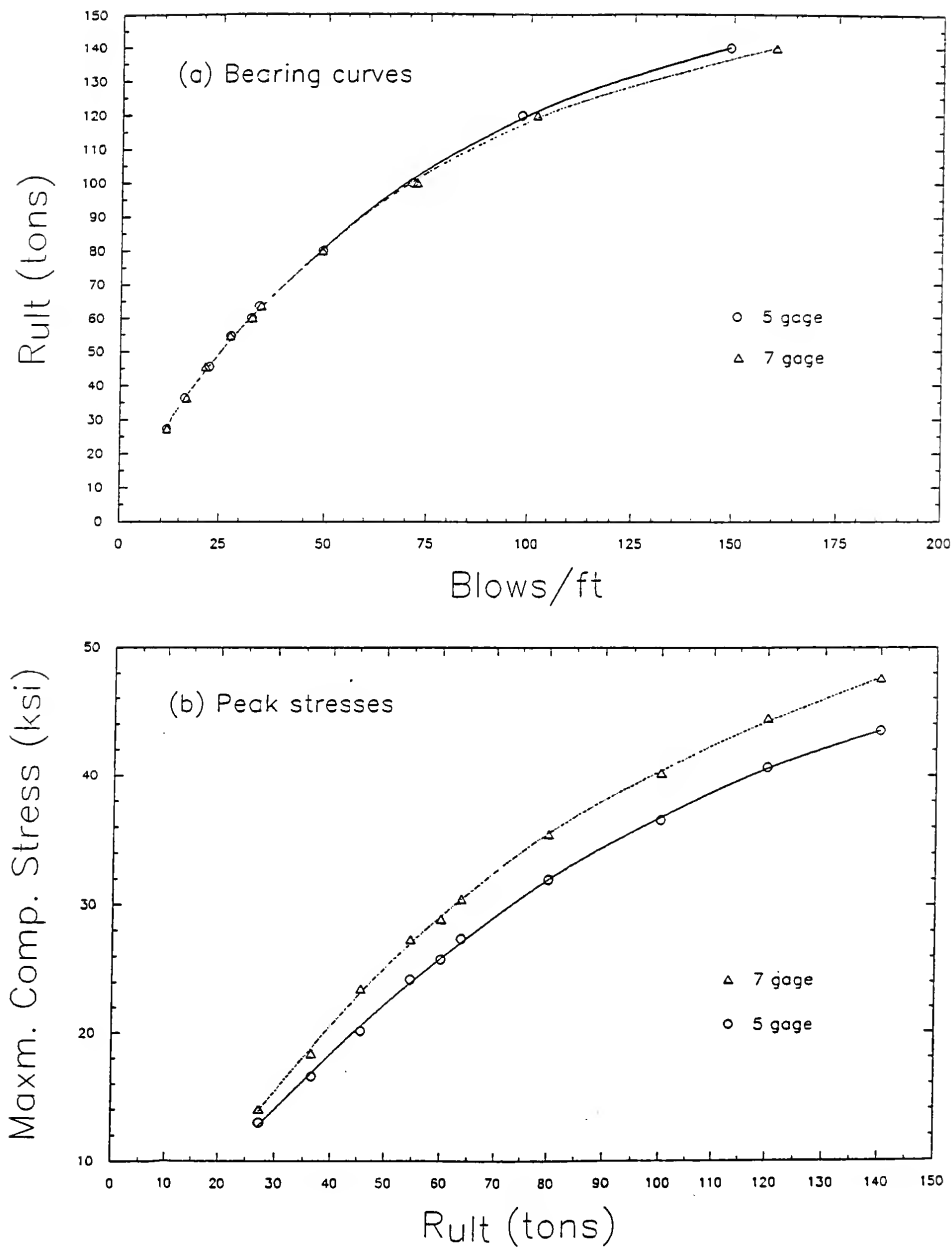 150
140
130
120
110
100
90
80
70
60
50
40
30
20
10
0
Rult (tons)
(a) Bearing curves
5 gage
7 gage
0 25 50 75 100 125 150 175 200
Blows/ft
50
40
30
20
10
Maxm. Comp. Stress (ksi)
(b) Peak stresses
7 gage
5 gage
0 10 20 30 40 50 60 70 80 90 100 110 120 130 140 150
Rult (tons)